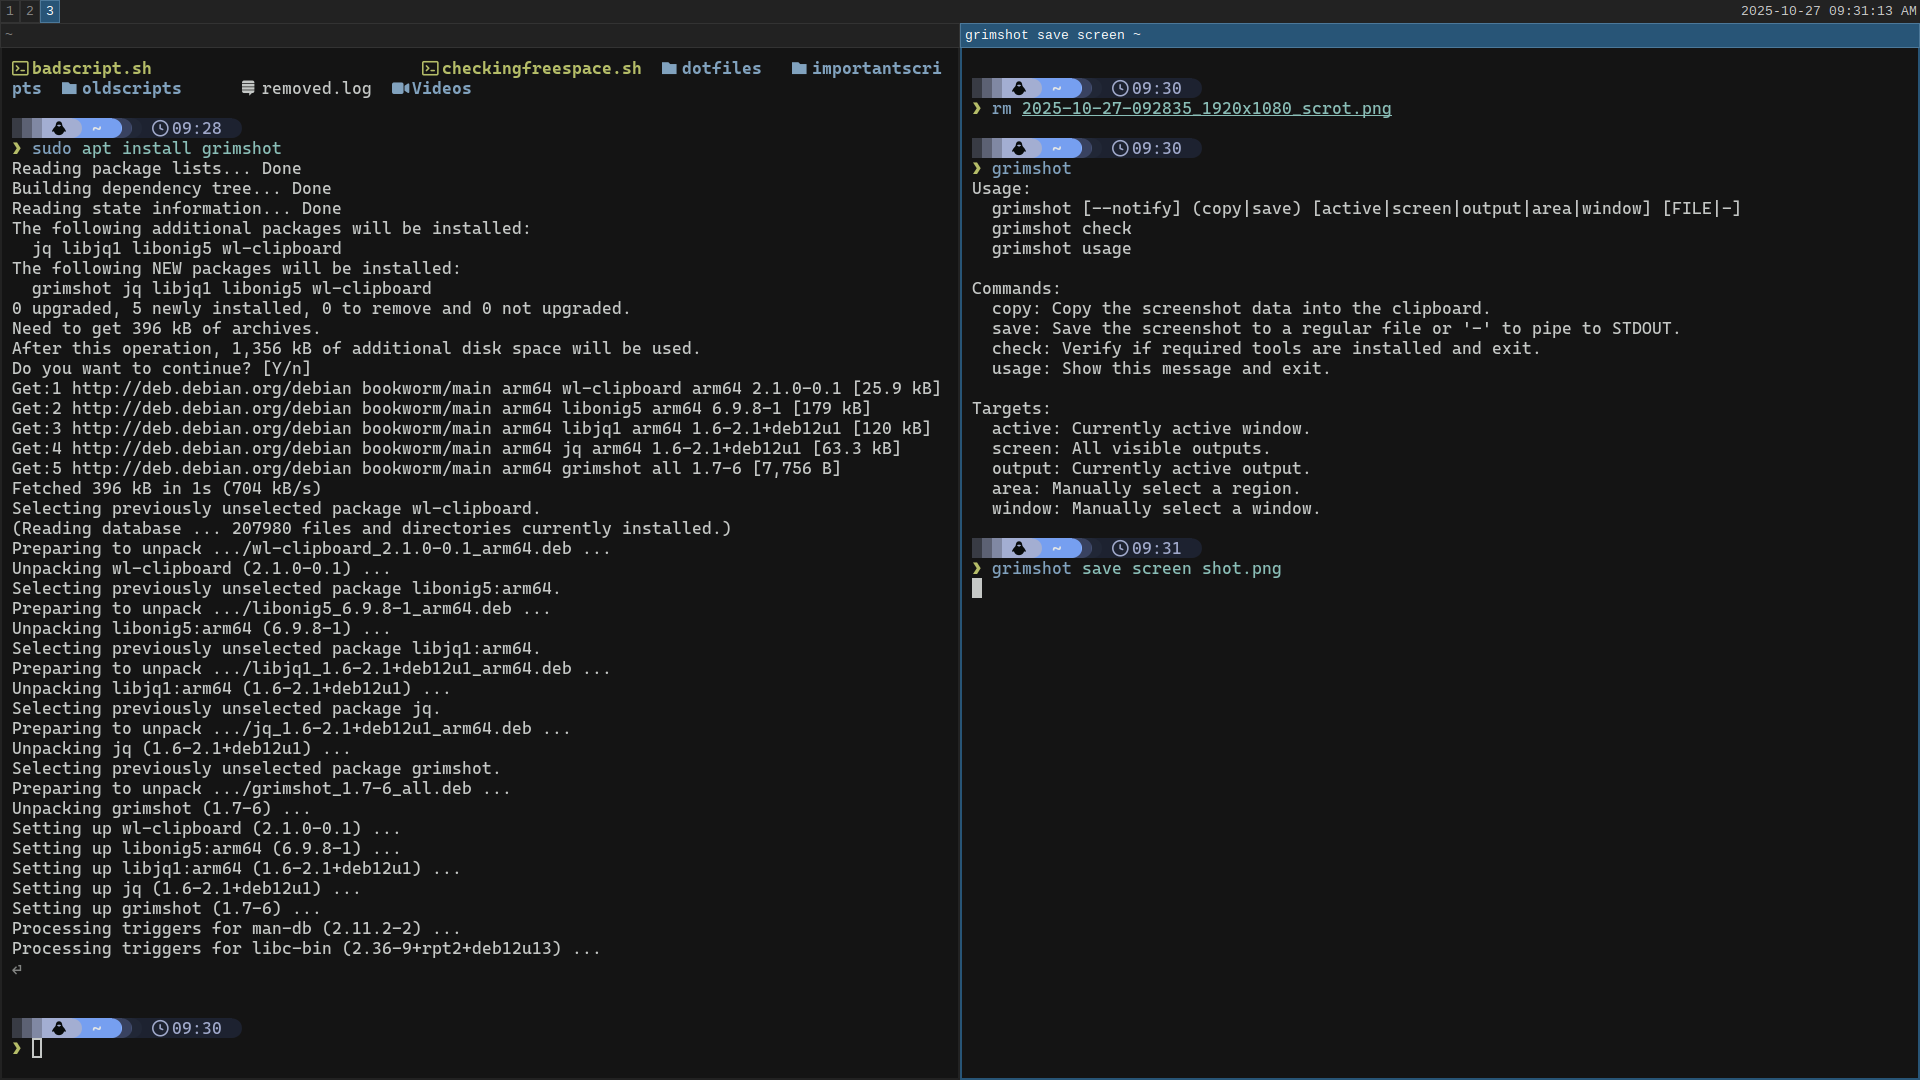 1 2 3
2025-10-27 09:31:13 AM
~
badscript.sh checkingfreespace.sh dotfiles importantscri
pts oldscripts removed.log Videos
~ 09:28
❯ sudo apt install grimshot
Reading package lists... Done
Building dependency tree... Done
Reading state information... Done
The following additional packages will be installed:
  jq libjq1 libonig5 wl-clipboard
The following NEW packages will be installed:
  grimshot jq libjq1 libonig5 wl-clipboard
0 upgraded, 5 newly installed, 0 to remove and 0 not upgraded.
Need to get 396 kB of archives.
After this operation, 1,356 kB of additional disk space will be used.
Do you want to continue? [Y/n]
Get:1 http://deb.debian.org/debian bookworm/main arm64 wl-clipboard arm64 2.1.0-0.1 [25.9 kB]
Get:2 http://deb.debian.org/debian bookworm/main arm64 libonig5 arm64 6.9.8-1 [179 kB]
Get:3 http://deb.debian.org/debian bookworm/main arm64 libjq1 arm64 1.6-2.1+deb12u1 [120 kB]
Get:4 http://deb.debian.org/debian bookworm/main arm64 jq arm64 1.6-2.1+deb12u1 [63.3 kB]
Get:5 http://deb.debian.org/debian bookworm/main arm64 grimshot all 1.7-6 [7,756 B]
Fetched 396 kB in 1s (704 kB/s)
Selecting previously unselected package wl-clipboard.
(Reading database ... 207980 files and directories currently installed.)
Preparing to unpack .../wl-clipboard_2.1.0-0.1_arm64.deb ...
Unpacking wl-clipboard (2.1.0-0.1) ...
Selecting previously unselected package libonig5:arm64.
Preparing to unpack .../libonig5_6.9.8-1_arm64.deb ...
Unpacking libonig5:arm64 (6.9.8-1) ...
Selecting previously unselected package libjq1:arm64.
Preparing to unpack .../libjq1_1.6-2.1+deb12u1_arm64.deb ...
Unpacking libjq1:arm64 (1.6-2.1+deb12u1) ...
Selecting previously unselected package jq.
Preparing to unpack .../jq_1.6-2.1+deb12u1_arm64.deb ...
Unpacking jq (1.6-2.1+deb12u1) ...
Selecting previously unselected package grimshot.
Preparing to unpack .../grimshot_1.7-6_all.deb ...
Unpacking grimshot (1.7-6) ...
Setting up wl-clipboard (2.1.0-0.1) ...
Setting up libonig5:arm64 (6.9.8-1) ...
Setting up libjq1:arm64 (1.6-2.1+deb12u1) ...
Setting up jq (1.6-2.1+deb12u1) ...
Setting up grimshot (1.7-6) ...
Processing triggers for man-db (2.11.2-2) ...
Processing triggers for libc-bin (2.36-9+rpt2+deb12u13) ...
⏎
~ 09:30
❯
grimshot save screen ~
~ 09:30
❯ rm 2025-10-27-092835_1920x1080_scrot.png
~ 09:30
❯ grimshot
Usage:
  grimshot [--notify] (copy|save) [active|screen|output|area|window] [FILE|-]
  grimshot check
  grimshot usage
Commands:
  copy: Copy the screenshot data into the clipboard.
  save: Save the screenshot to a regular file or '-' to pipe to STDOUT.
  check: Verify if required tools are installed and exit.
  usage: Show this message and exit.
Targets:
  active: Currently active window.
  screen: All visible outputs.
  output: Currently active output.
  area: Manually select a region.
  window: Manually select a window.
~ 09:31
❯ grimshot save screen shot.png